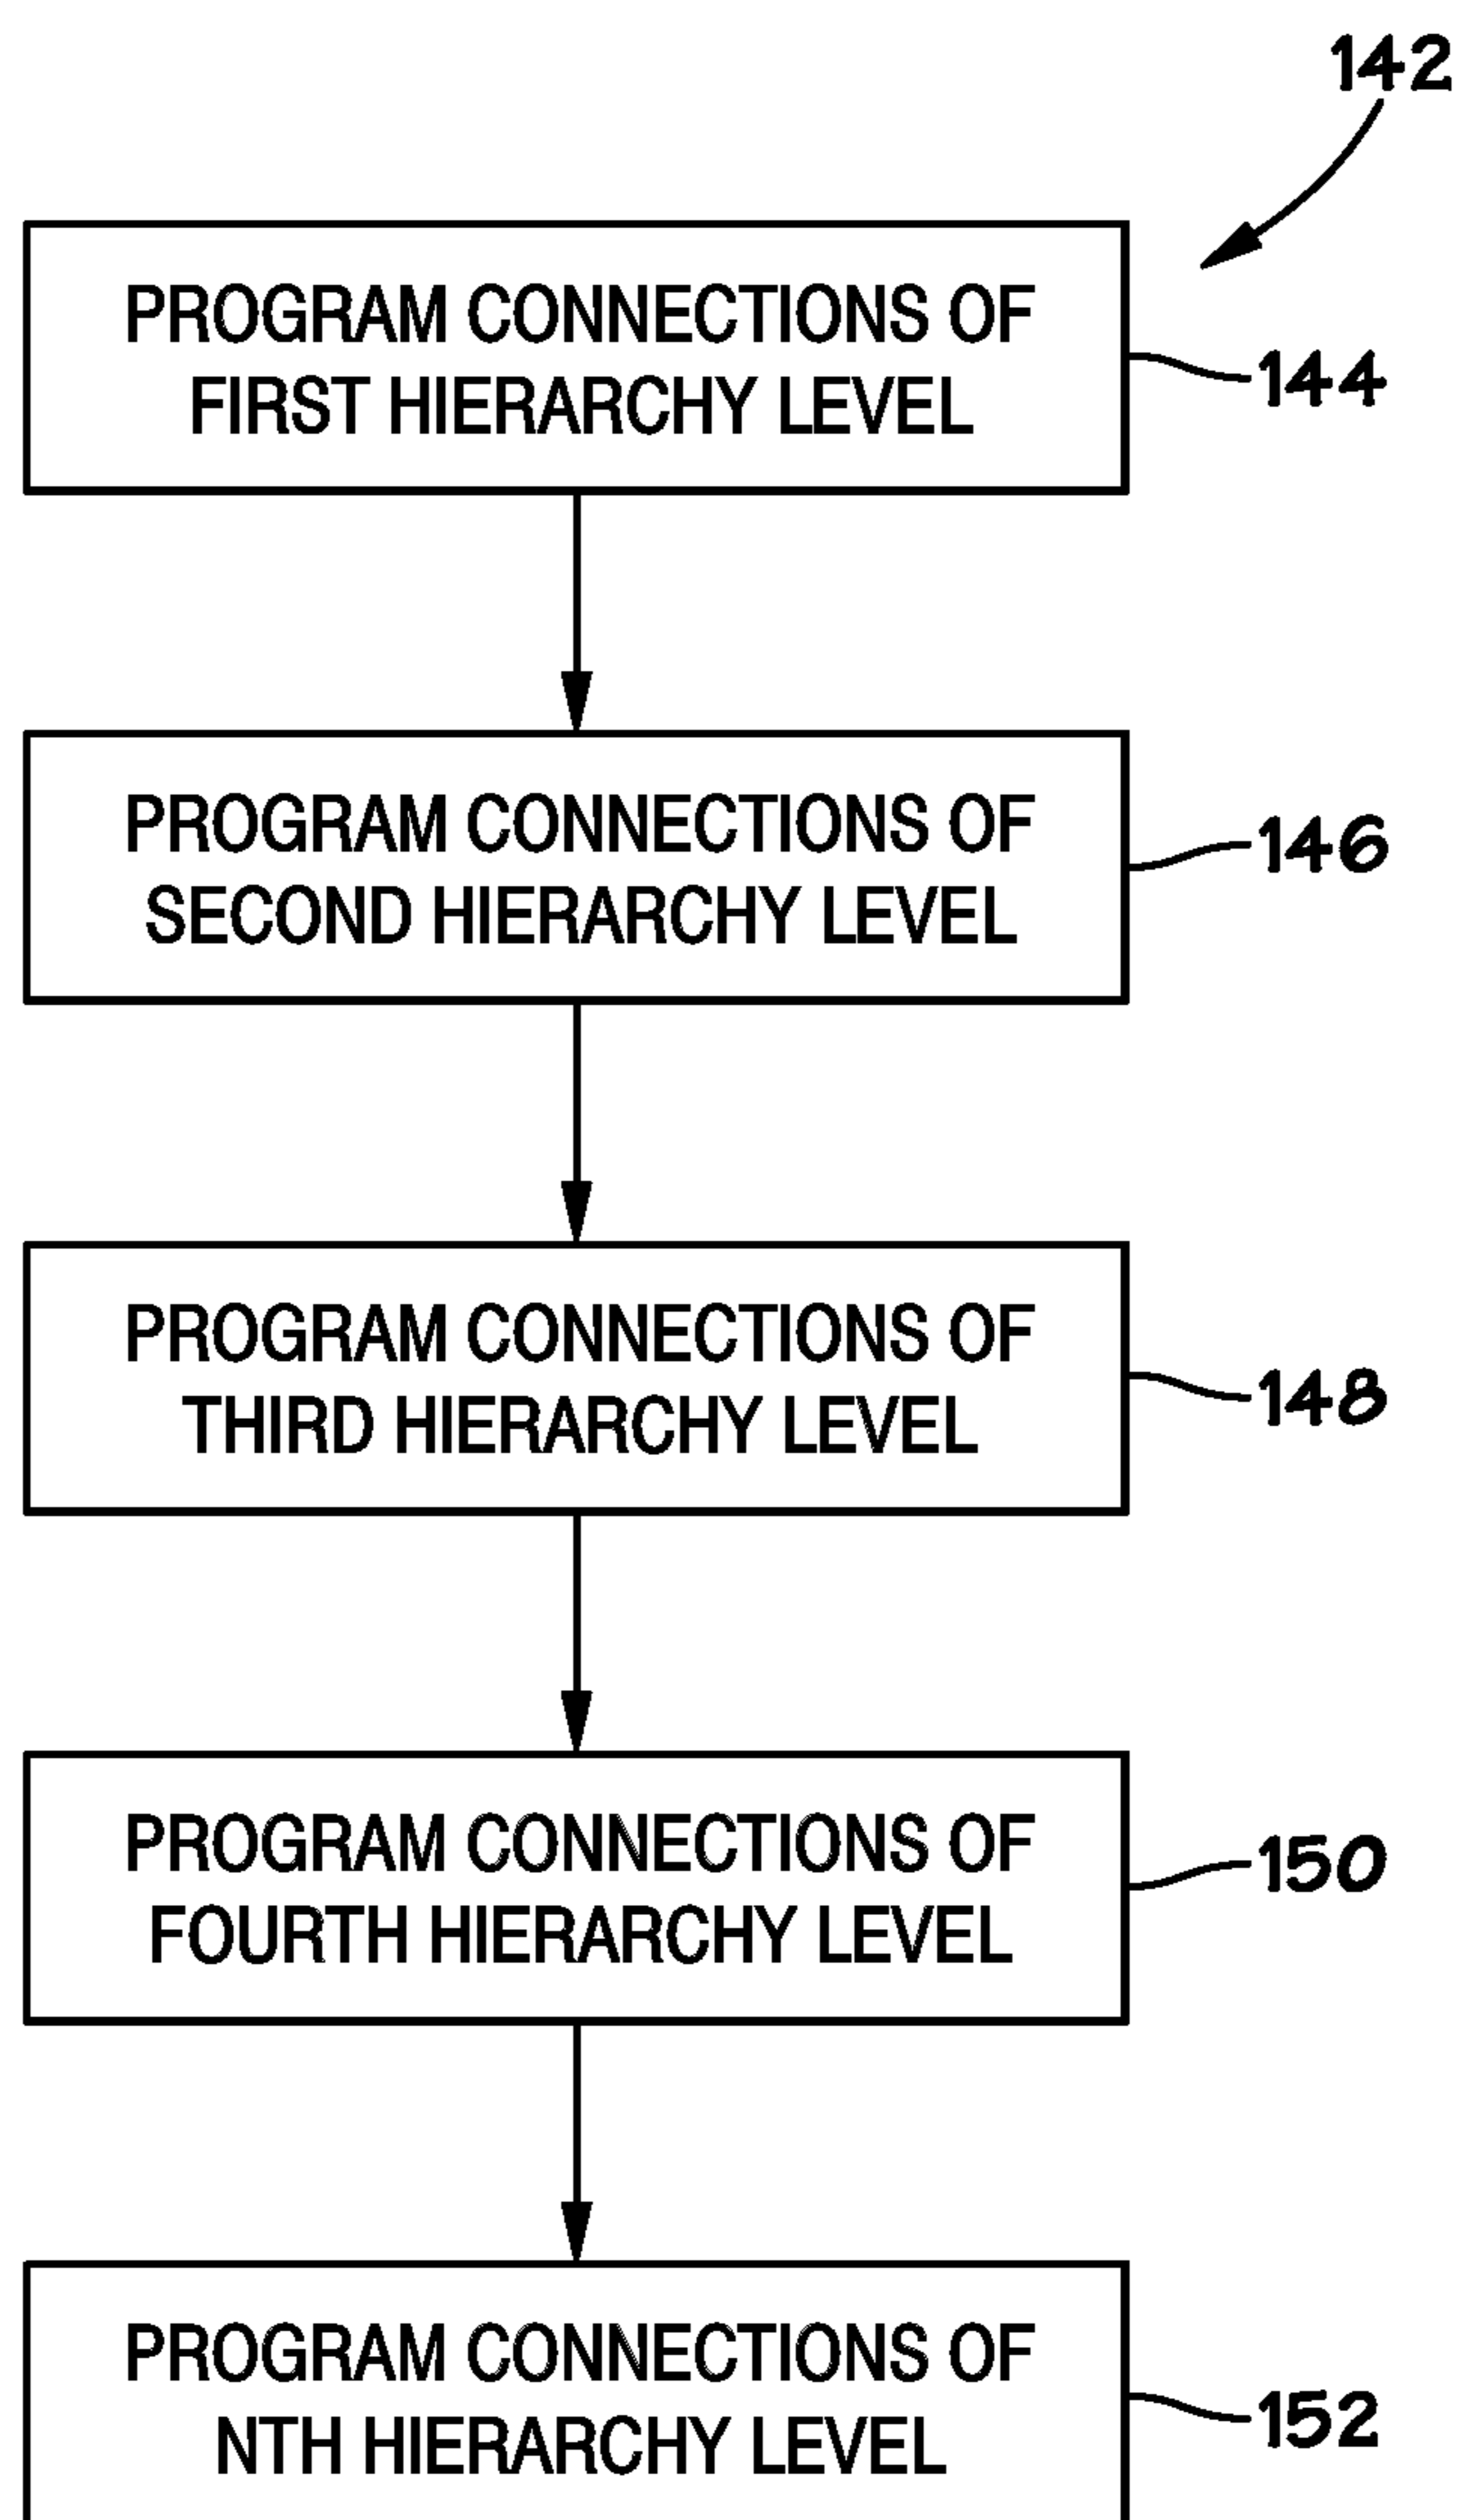 142
PROGRAM CONNECTIONS OF
FIRST HIERARCHY LEVEL
144
PROGRAM CONNECTIONS OF
SECOND HIERARCHY LEVEL
146
PROGRAM CONNECTIONS OF
THIRD HIERARCHY LEVEL
148
PROGRAM CONNECTIONS OF
FOURTH HIERARCHY LEVEL
150
PROGRAM CONNECTIONS OF
NTH HIERARCHY LEVEL
152